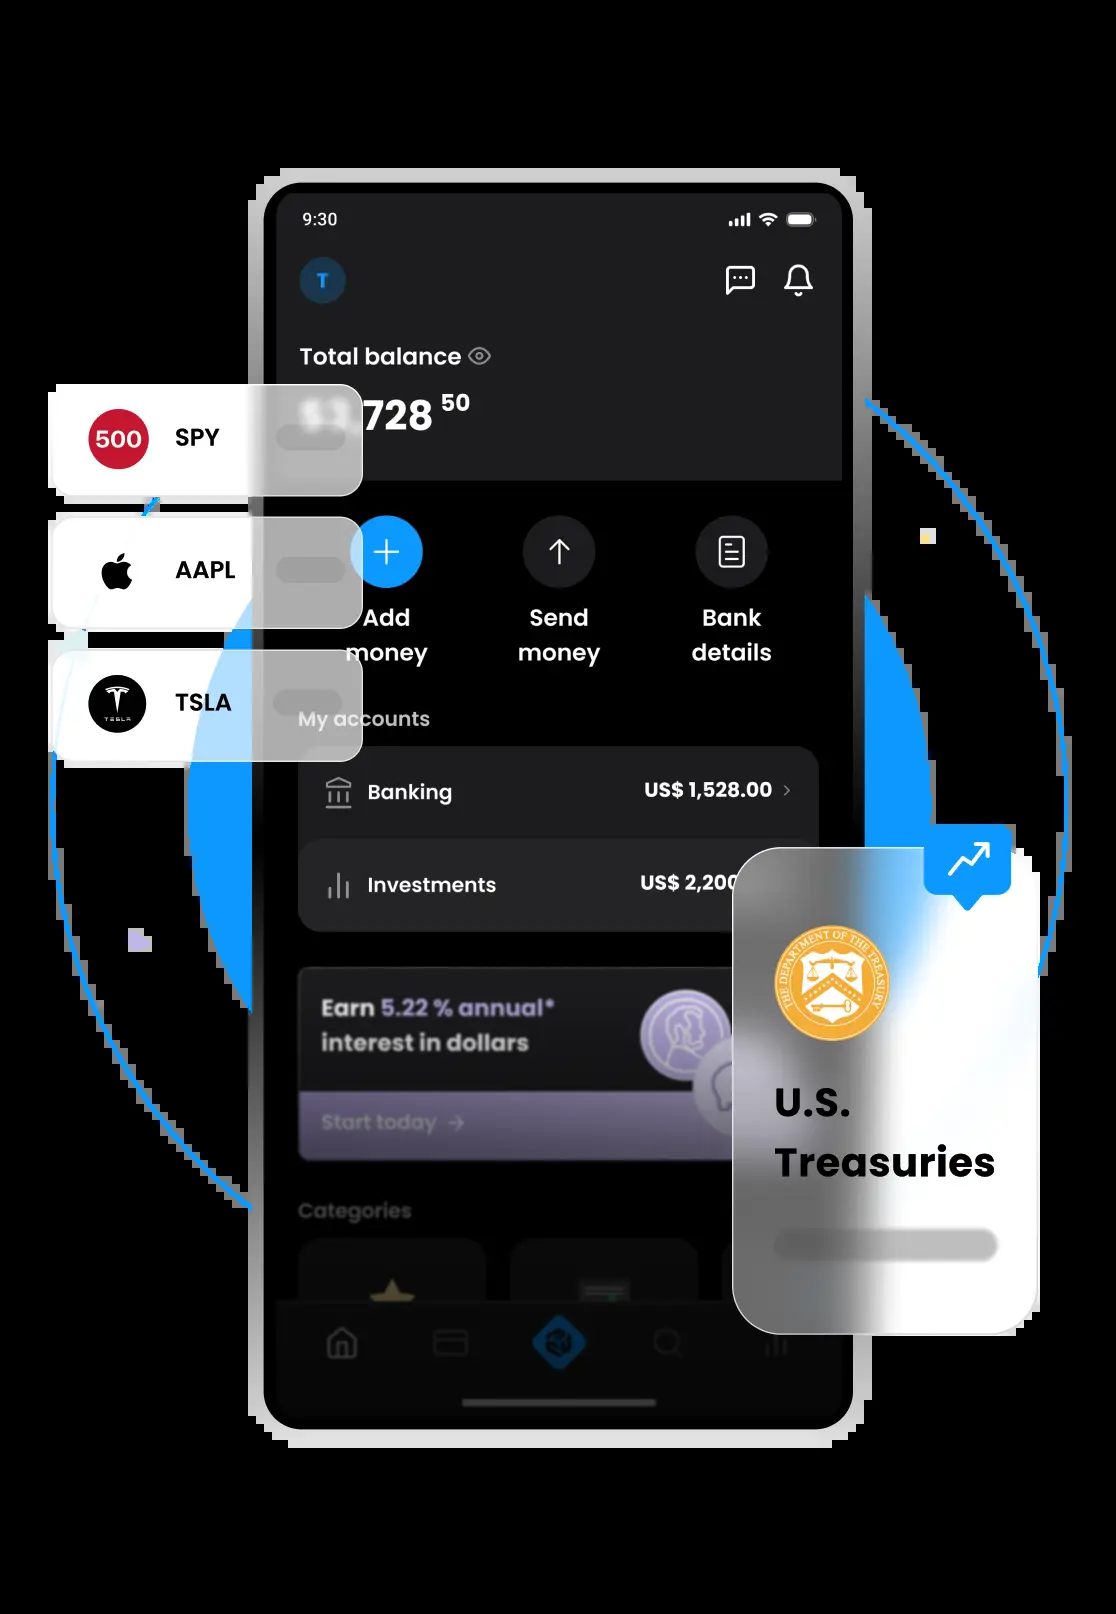 9:30
T
Total balance
,728 50
500 SPY
AAPL
TESLA TSLA
Add
money
Send
money
Bank
details
My accounts
Banking US$ 1,528.00
Investments US$ 2,200
Earn 5.22 % annual*
interest in dollars
Start today
THE DEPARTMENT OF THE TREASURY
U.S.
Treasuries
Categories